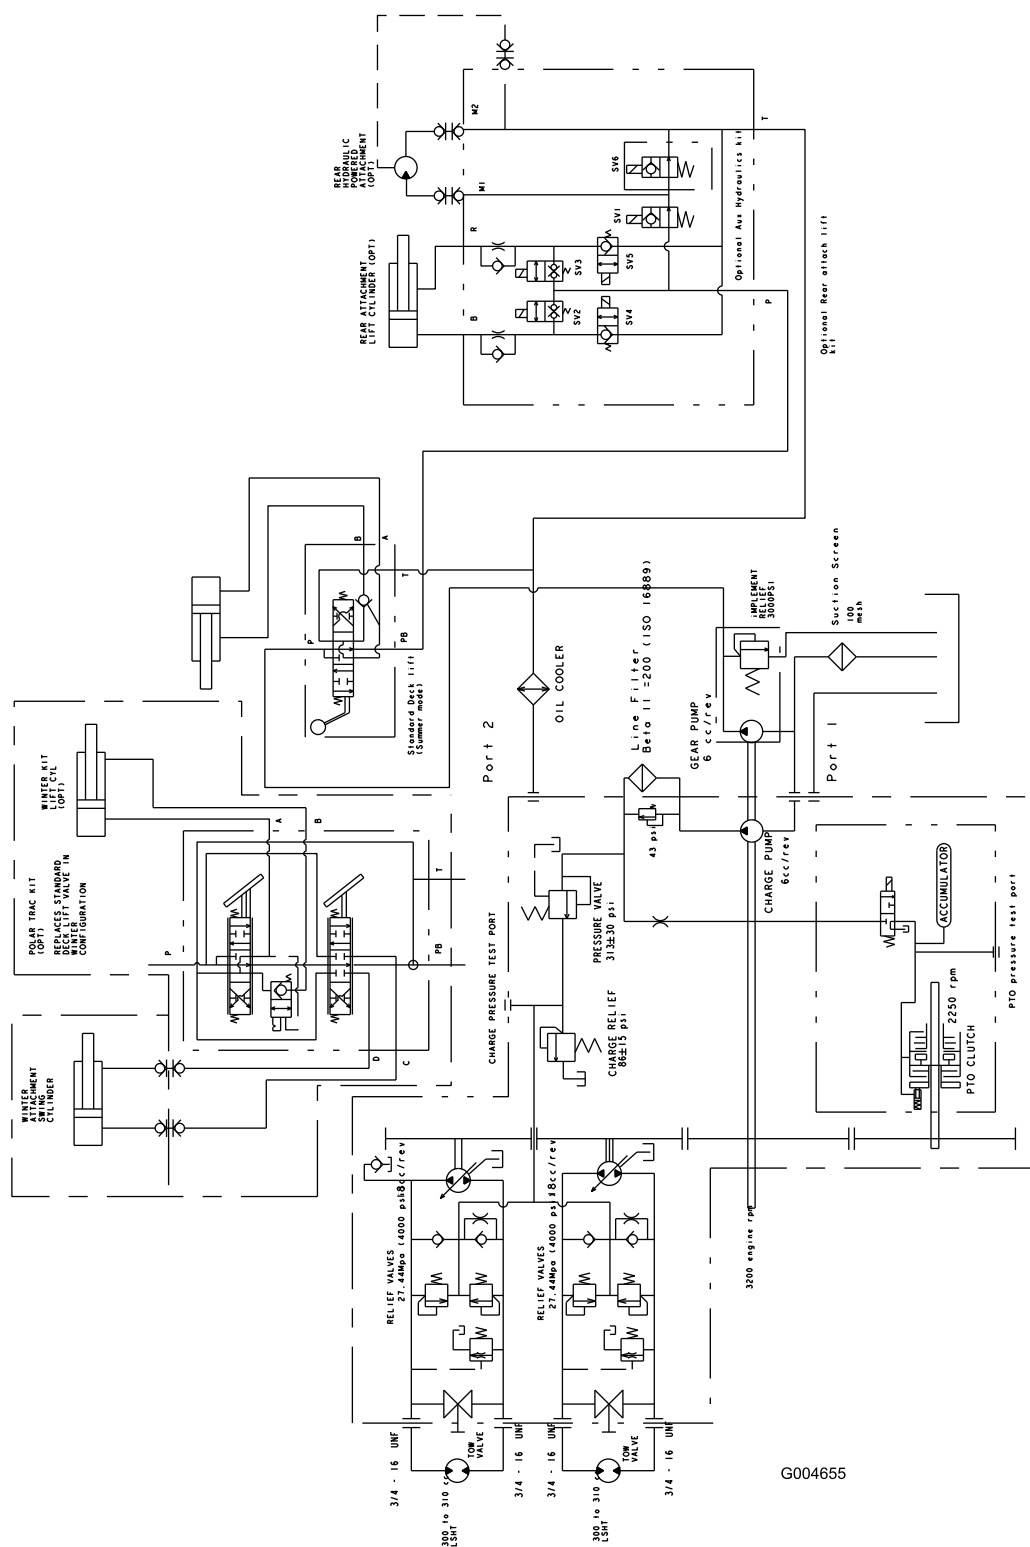 M2
T
REAR
HYDRAULIC
POWERED
ATTACHMENT
(OPT)
M1
SV6
SV1
Optional Aux Hydraulics kit
R
REAR ATTACHMENT
LIFT CYLINDER (OPT)
SV3
SV5
B
SV2
SV4
P
Optional Rear attach lift
kit
B
A
T
P
PB
Standard Deck lift
(Summer mode)
IMPLEMENT
RELIEF
3000PSI
Suction Screen
100
mesh
OIL COOLER
Line Filter
Beta 11 =200 (ISO 16889)
GEAR PUMP
6 cc/rev
Port 2
Port 1
WINTER KIT
LIFT CYL
(OPT)
A
B
POLAR TRAC KIT
(OPT)
REPLACES STANDARD
DECK LIFT VALVE IN
WINTER
CONFIGURATION
P
T
PB
43 psi
CHARGE PUMP
6cc/rev
PRESSURE VALVE
313±30 psi
ACCUMULATOR
CHARGE PRESSURE TEST PORT
PTO pressure test port
CHARGE RELIEF
86±15 psi
2250 rpm
PTO CLUTCH
D
C
WINTER
ATTACHMENT
SWING
CYLINDER
RELIEF VALVES
27.44Mpa (4000 psi)
18cc/rev
RELIEF VALVES
27.44Mpa (4000 psi)
18cc/rev
3200 engine rpm
TOW
VALVE
TOW
VALVE
3/4 - 16 UNF
3/4 - 16 UNF
3/4 - 16 UNF
3/4 - 16 UNF
300 to 310 cc
LSHT
300 to 310 c
LSHT
G004655